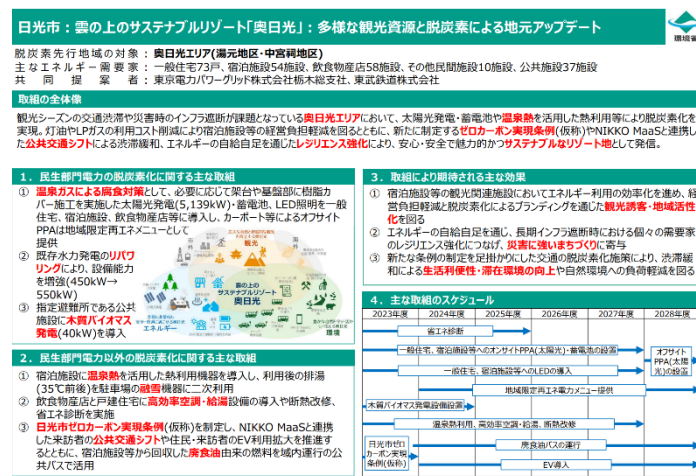 日光市：雲の上のサステナブルリゾート「奥日光」：多様な観光資源と脱炭素による地元アップデート
環境省
脱炭素先行地域の対象：奥日光エリア(湯元地区・中宮祠地区)
主なエネルギー需要家：一般住宅73戸、宿泊施設54施設、飲食物産店58施設、その他民間施設10施設、公共施設37施設
共同提案者：東京電力パワーグリッド株式会社栃木総支社、東武鉄道株式会社
取組の全体像
観光シーズンの交通渋滞や災害時のインフラ遮断が課題となっている奥日光エリアにおいて、太陽光発電・蓄電池や温泉熱を活用した熱利用等により脱炭素化を
実現。灯油やLPガスの利用コスト削減により宿泊施設等の経営負担軽減を図るとともに、新たに制定するゼロカーボン実現条例(仮称)やNIKKO MaaSと連携し
た公共交通シフトによる渋滞緩和、エネルギーの自給自足を通じたレジリエンス強化により、安心・安全で魅力的かつサステナブルなリゾート地として発信。
1．民生部門電力の脱炭素化に関する主な取組
① 温泉ガスによる腐食対策として、必要に応じて架台や基盤部に樹脂カ
バー施工を実施した太陽光発電(5,139kW)・蓄電池、LED照明を一般
住宅、宿泊施設、飲食物産店等に導入し、カーポート等によるオフサイト
PPAは地域限定再エネメニューとして
提供
② 既存水力発電のリパワ
リングにより、設備能力
を増強(450kW→
550kW)
③ 指定避難所である公共
施設に木質バイオマス
発電(40kW)を導入
観光
雲の上の
サステナブルリゾート
奥日光
エネルギー
環境
2．民生部門電力以外の脱炭素化に関する主な取組
① 宿泊施設に温泉熱を活用した熱利用機器を導入し、利用後の排湯
(35℃前後)を駐車場の融雪機器に二次利用
② 飲食物産店と戸建住宅に高効率空調・給湯設備の導入や断熱改修、
省エネ診断を実施
③ 日光市ゼロカーボン実現条例(仮称)を制定し、NIKKO MaaSと連携
した来訪者の公共交通シフトや住民・来訪者のEV利用拡大を推進す
るとともに、宿泊施設等から回収した廃食油由来の燃料を域内運行の公
共バスで活用
3．取組により期待される主な効果
① 宿泊施設等の観光関連施設においてエネルギー利用の効率化を進め、経
営負担軽減と脱炭素化によるブランディングを通じた観光誘客・地域活性
化を図る
② エネルギーの自給自足を通じ、長期インフラ遮断時における個々の需要家
のレジリエンス強化につなげ、災害に強いまちづくりに寄与
③ 新たな条例の制定を足掛かりにした交通の脱炭素化施策により、渋滞緩
和による生活利便性・滞在環境の向上や自然環境への負荷軽減を図る
4．主な取組のスケジュール
2023年度 2024年度 2025年度 2026年度 2027年度 2028年度
省エネ診断
一般住宅、宿泊施設等へのオンサイトPPA(太陽光)・蓄電池の設置
オフサイト
PPA(太陽
光)の設置
一般住宅、宿泊施設等へのLEDの導入
地域限定再エネ電力メニュー提供
木質バイオマス発電設備設置
温泉熱利用、高効率空調・給湯、断熱改修
日光市ゼロ
カーボン実現
条例(仮称)
廃食油バスの運行
EV導入